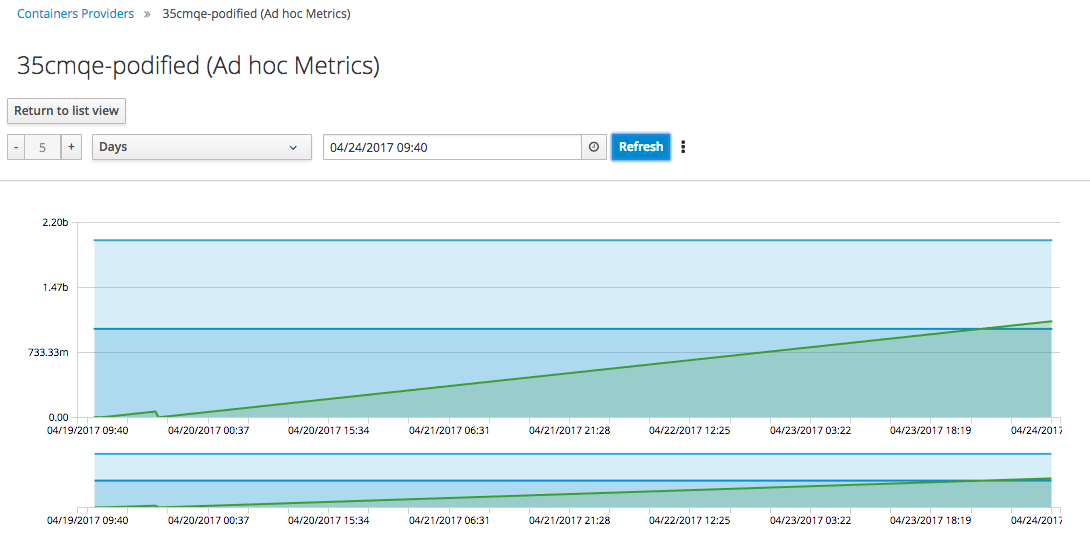 Containers Providers » 35cmqe-podified (Ad hoc Metrics)
35cmqe-podified (Ad hoc Metrics)
Return to list view
- 5 + Days 04/24/2017 09:40 Refresh
2.20b
1.47b
733.33m
0.00
04/19/2017 09:40 04/20/2017 00:37 04/20/2017 15:34 04/21/2017 06:31 04/21/2017 21:28 04/22/2017 12:25 04/23/2017 03:22 04/23/2017 18:19 04/24/2017
04/19/2017 09:40 04/20/2017 00:37 04/20/2017 15:34 04/21/2017 06:31 04/21/2017 21:28 04/22/2017 12:25 04/23/2017 03:22 04/23/2017 18:19 04/24/2017